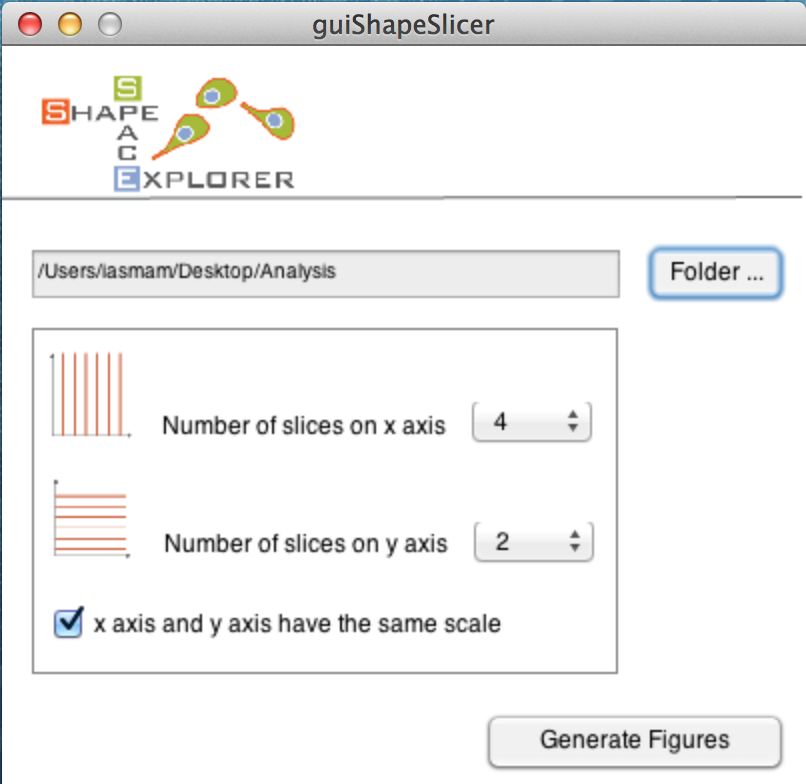 guiShapeSlicer
SHAPE
SPACE
EXPLORER
/Users/iasmam/Desktop/Analysis
Folder ...
Number of slices on x axis
4
Number of slices on y axis
2
x axis and y axis have the same scale
Generate Figures